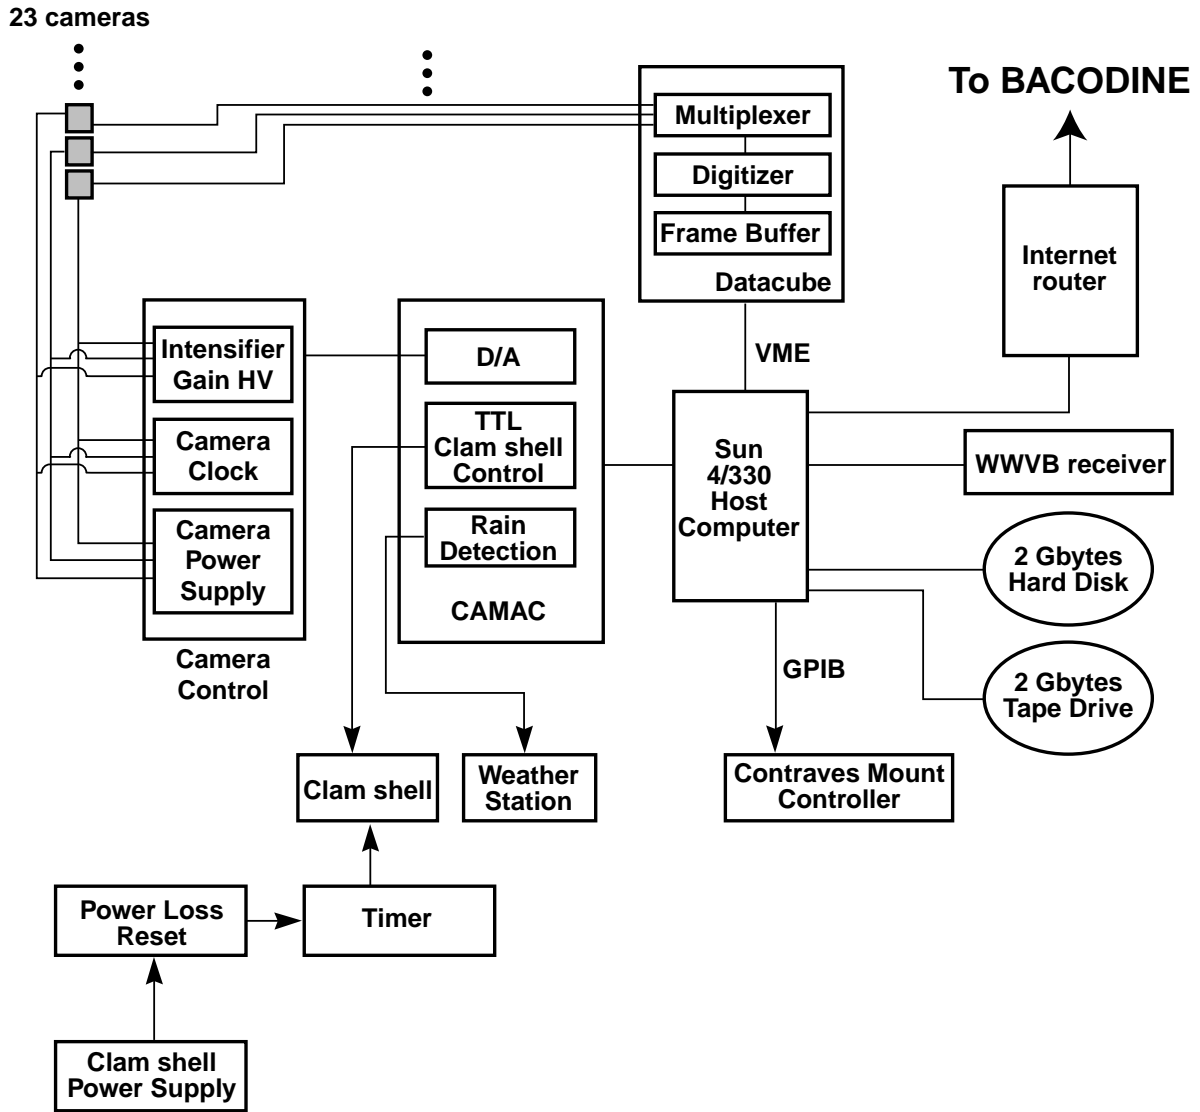 23 cameras
To BACODINE
Multiplexer
Digitizer
Frame Buffer
Datacube
Internet
router
VME
Intensifier
Gain HV
Camera
Clock
Camera
Power
Supply
Camera
Control
D/A
TTL
Clam shell
Control
Rain
Detection
CAMAC
Sun
4/330
Host
Computer
WWVB receiver
2 Gbytes
Hard Disk
2 Gbytes
Tape Drive
GPIB
Clam shell
Weather
Station
Contraves Mount
Controller
Power Loss
Reset
Timer
Clam shell
Power Supply